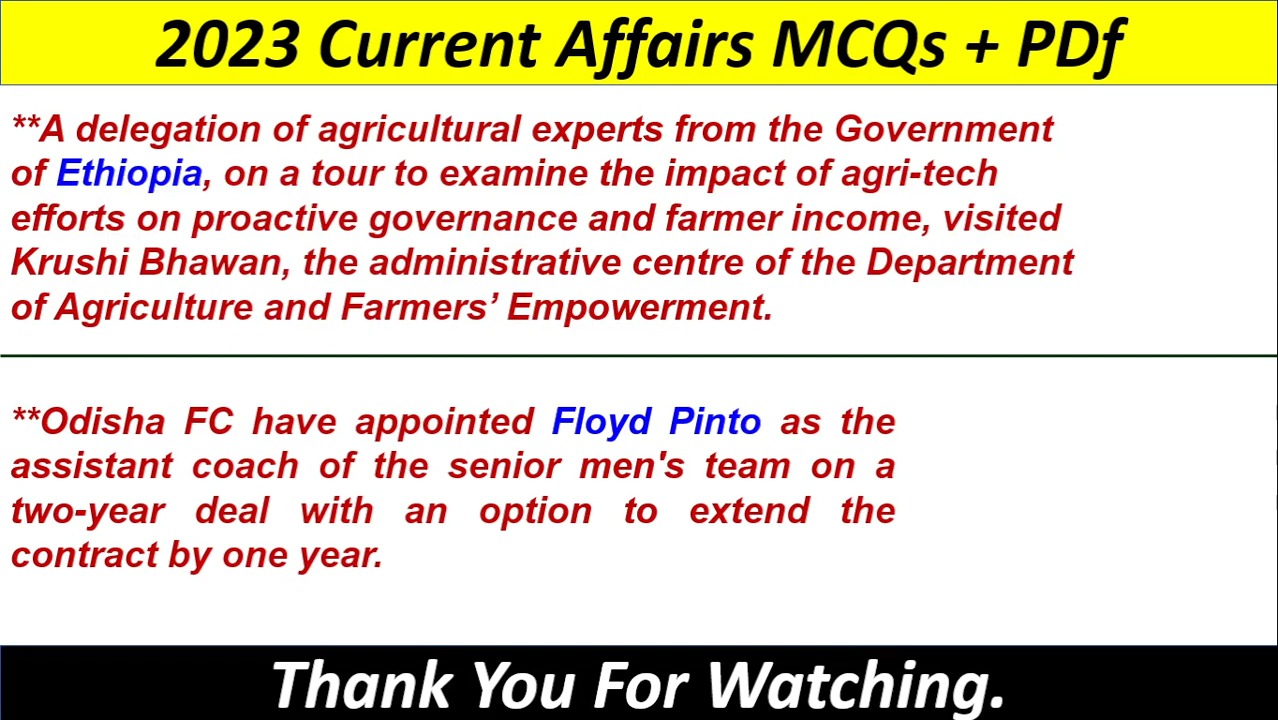 2023 Current Affairs MCQs + PDf
**A delegation of agricultural experts from the Government
of Ethiopia, on a tour to examine the impact of agri-tech
efforts on proactive governance and farmer income, visited
Krushi Bhawan, the administrative centre of the Department
of Agriculture and Farmers’ Empowerment.
**Odisha FC have appointed Floyd Pinto as the
assistant coach of the senior men's team on a
two-year deal with an option to extend the
contract by one year.
Thank You For Watching.